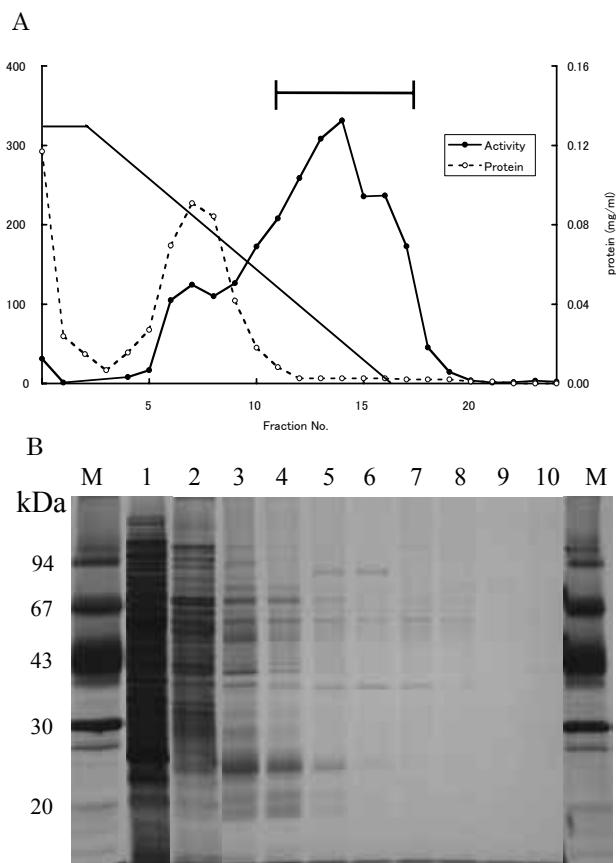 A
400
300
200
100
0
0.16
0.12
0.08
0.04
0.00
Activity
Protein
protein (mg/ml)
5 10 15 20
Fraction No.
B
M 1 2 3 4 5 6 7 8 9 10 M
kDa
94
67
43
30
20